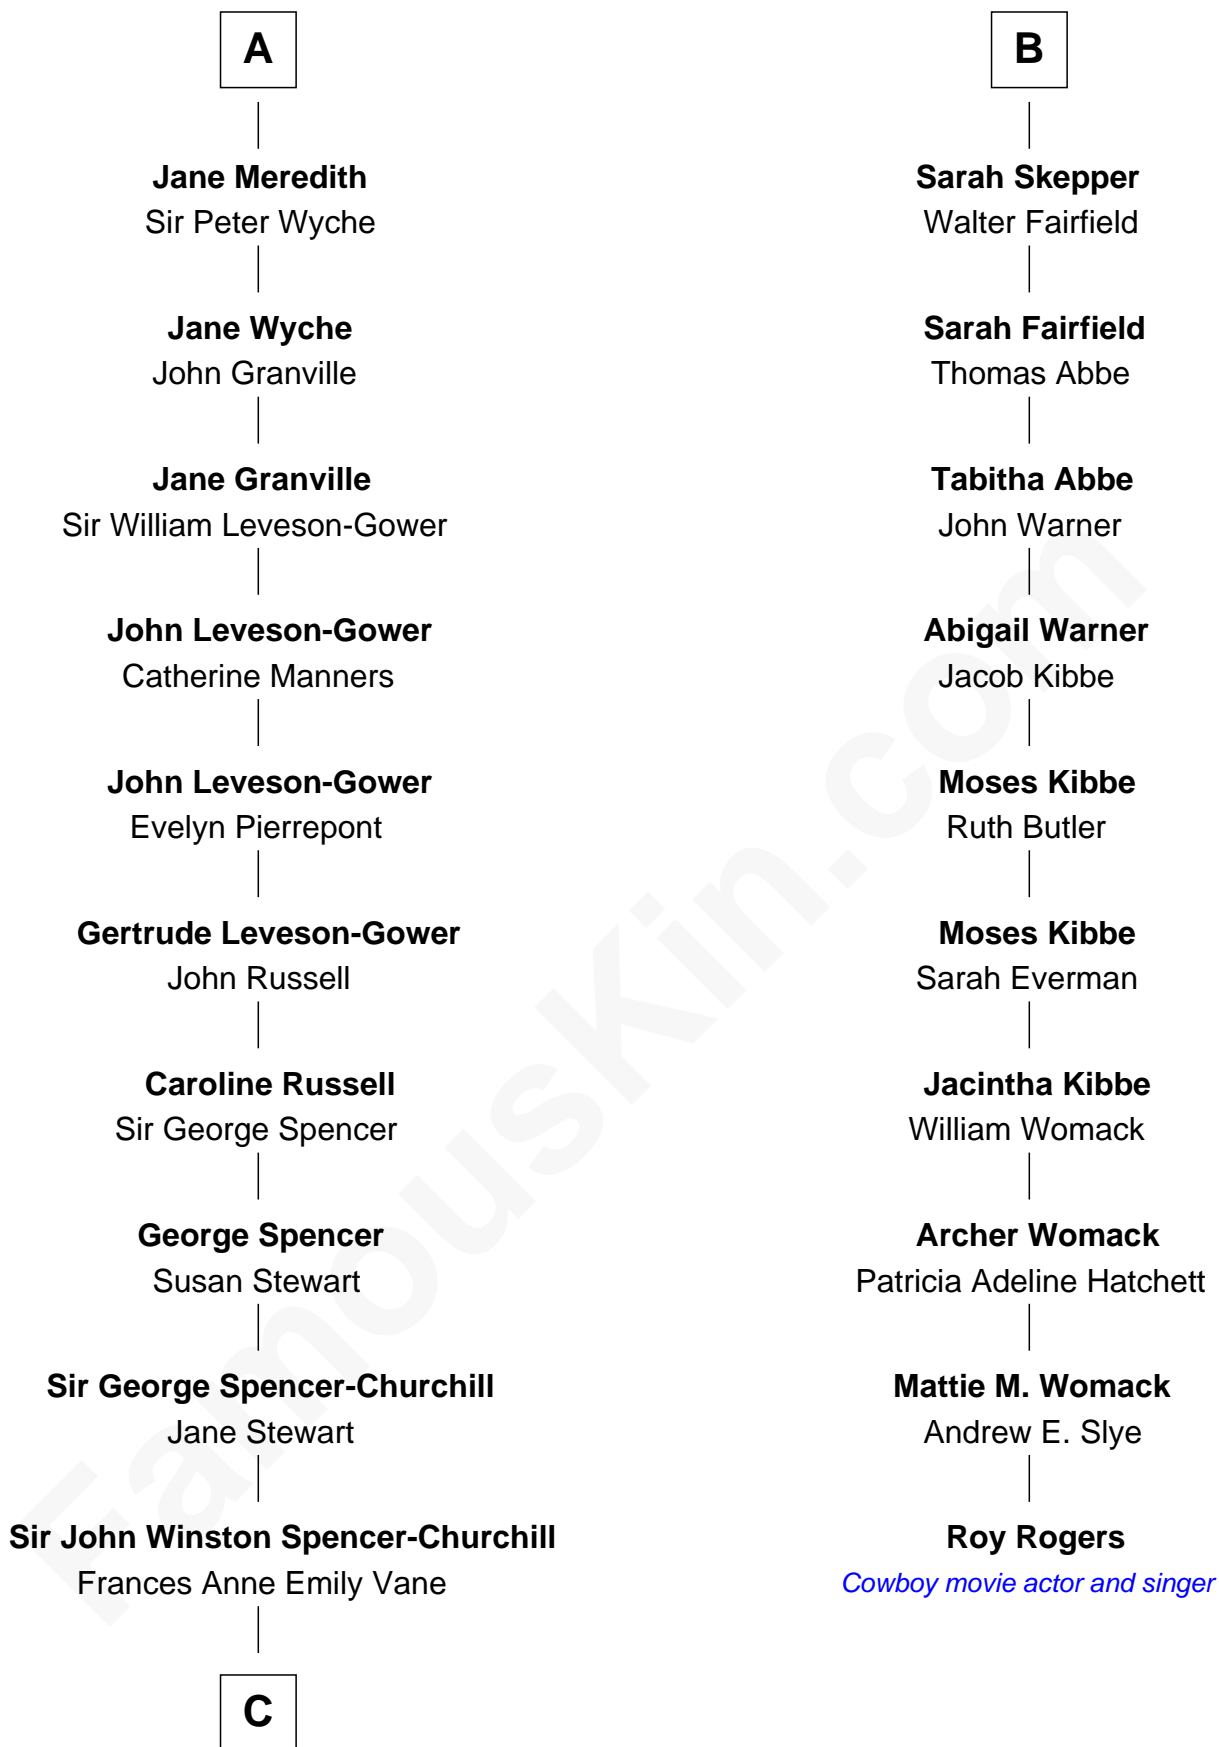 A
Jane Meredith
Sir Peter Wyche
Jane Wyche
John Granville
Jane Granville
Sir William Leveson-Gower
John Leveson-Gower
Catherine Manners
John Leveson-Gower
Evelyn Pierrepont
Gertrude Leveson-Gower
John Russell
Caroline Russell
Sir George Spencer
George Spencer
Susan Stewart
Sir George Spencer-Churchill
Jane Stewart
Sir John Winston Spencer-Churchill
Frances Anne Emily Vane
C
B
Sarah Skepper
Walter Fairfield
Sarah Fairfield
Thomas Abbe
Tabitha Abbe
John Warner
Abigail Warner
Jacob Kibbe
Moses Kibbe
Ruth Butler
Moses Kibbe
Sarah Everman
Jacintha Kibbe
William Womack
Archer Womack
Patricia Adeline Hatchett
Mattie M. Womack
Andrew E. Slye
Roy Rogers
Cowboy movie actor and singer
FamousKin.com